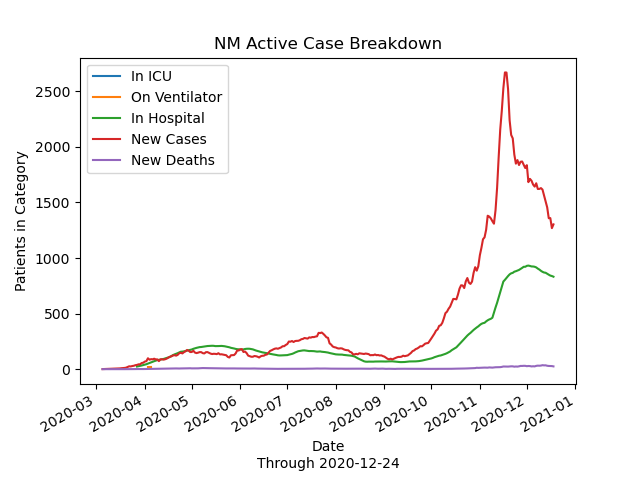 NM Active Case Breakdown
In ICU
On Ventilator
In Hospital
New Cases
New Deaths
Patients in Category
2500
2000
1500
1000
500
0
2020-03
2020-04
2020-05
2020-06
2020-07
2020-08
2020-09
2020-10
2020-11
2020-12
2021-01
Date
Through 2020-12-24